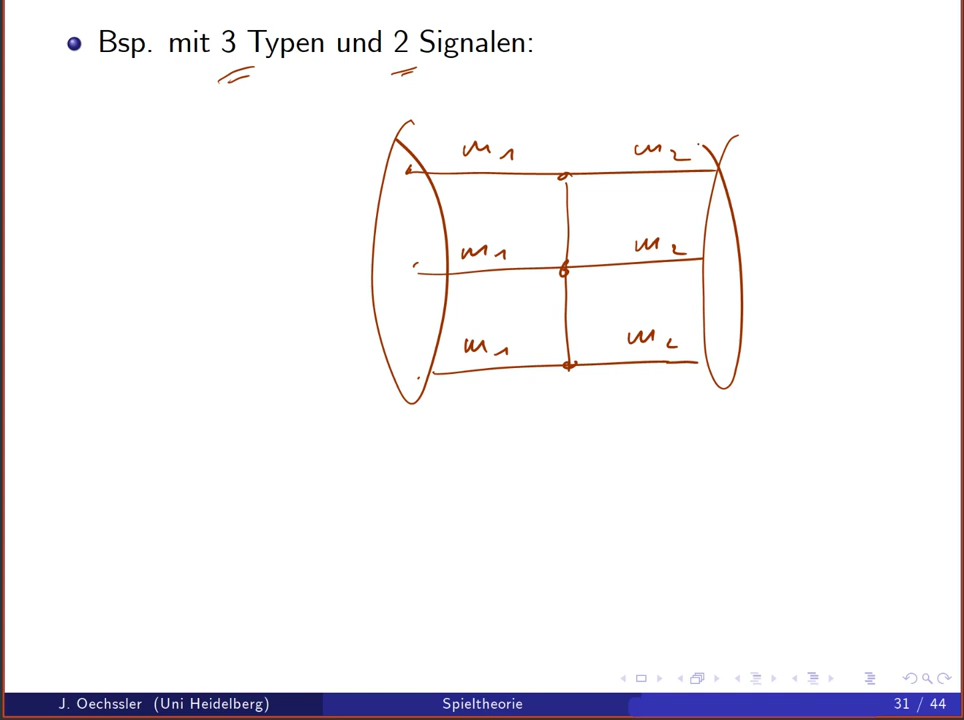 Bsp. mit 3 Typen und 2 Signalen:
m1 m2
m1 m2
m1 m2
J. Oechssler (Uni Heidelberg) Spieltheorie 31 / 44